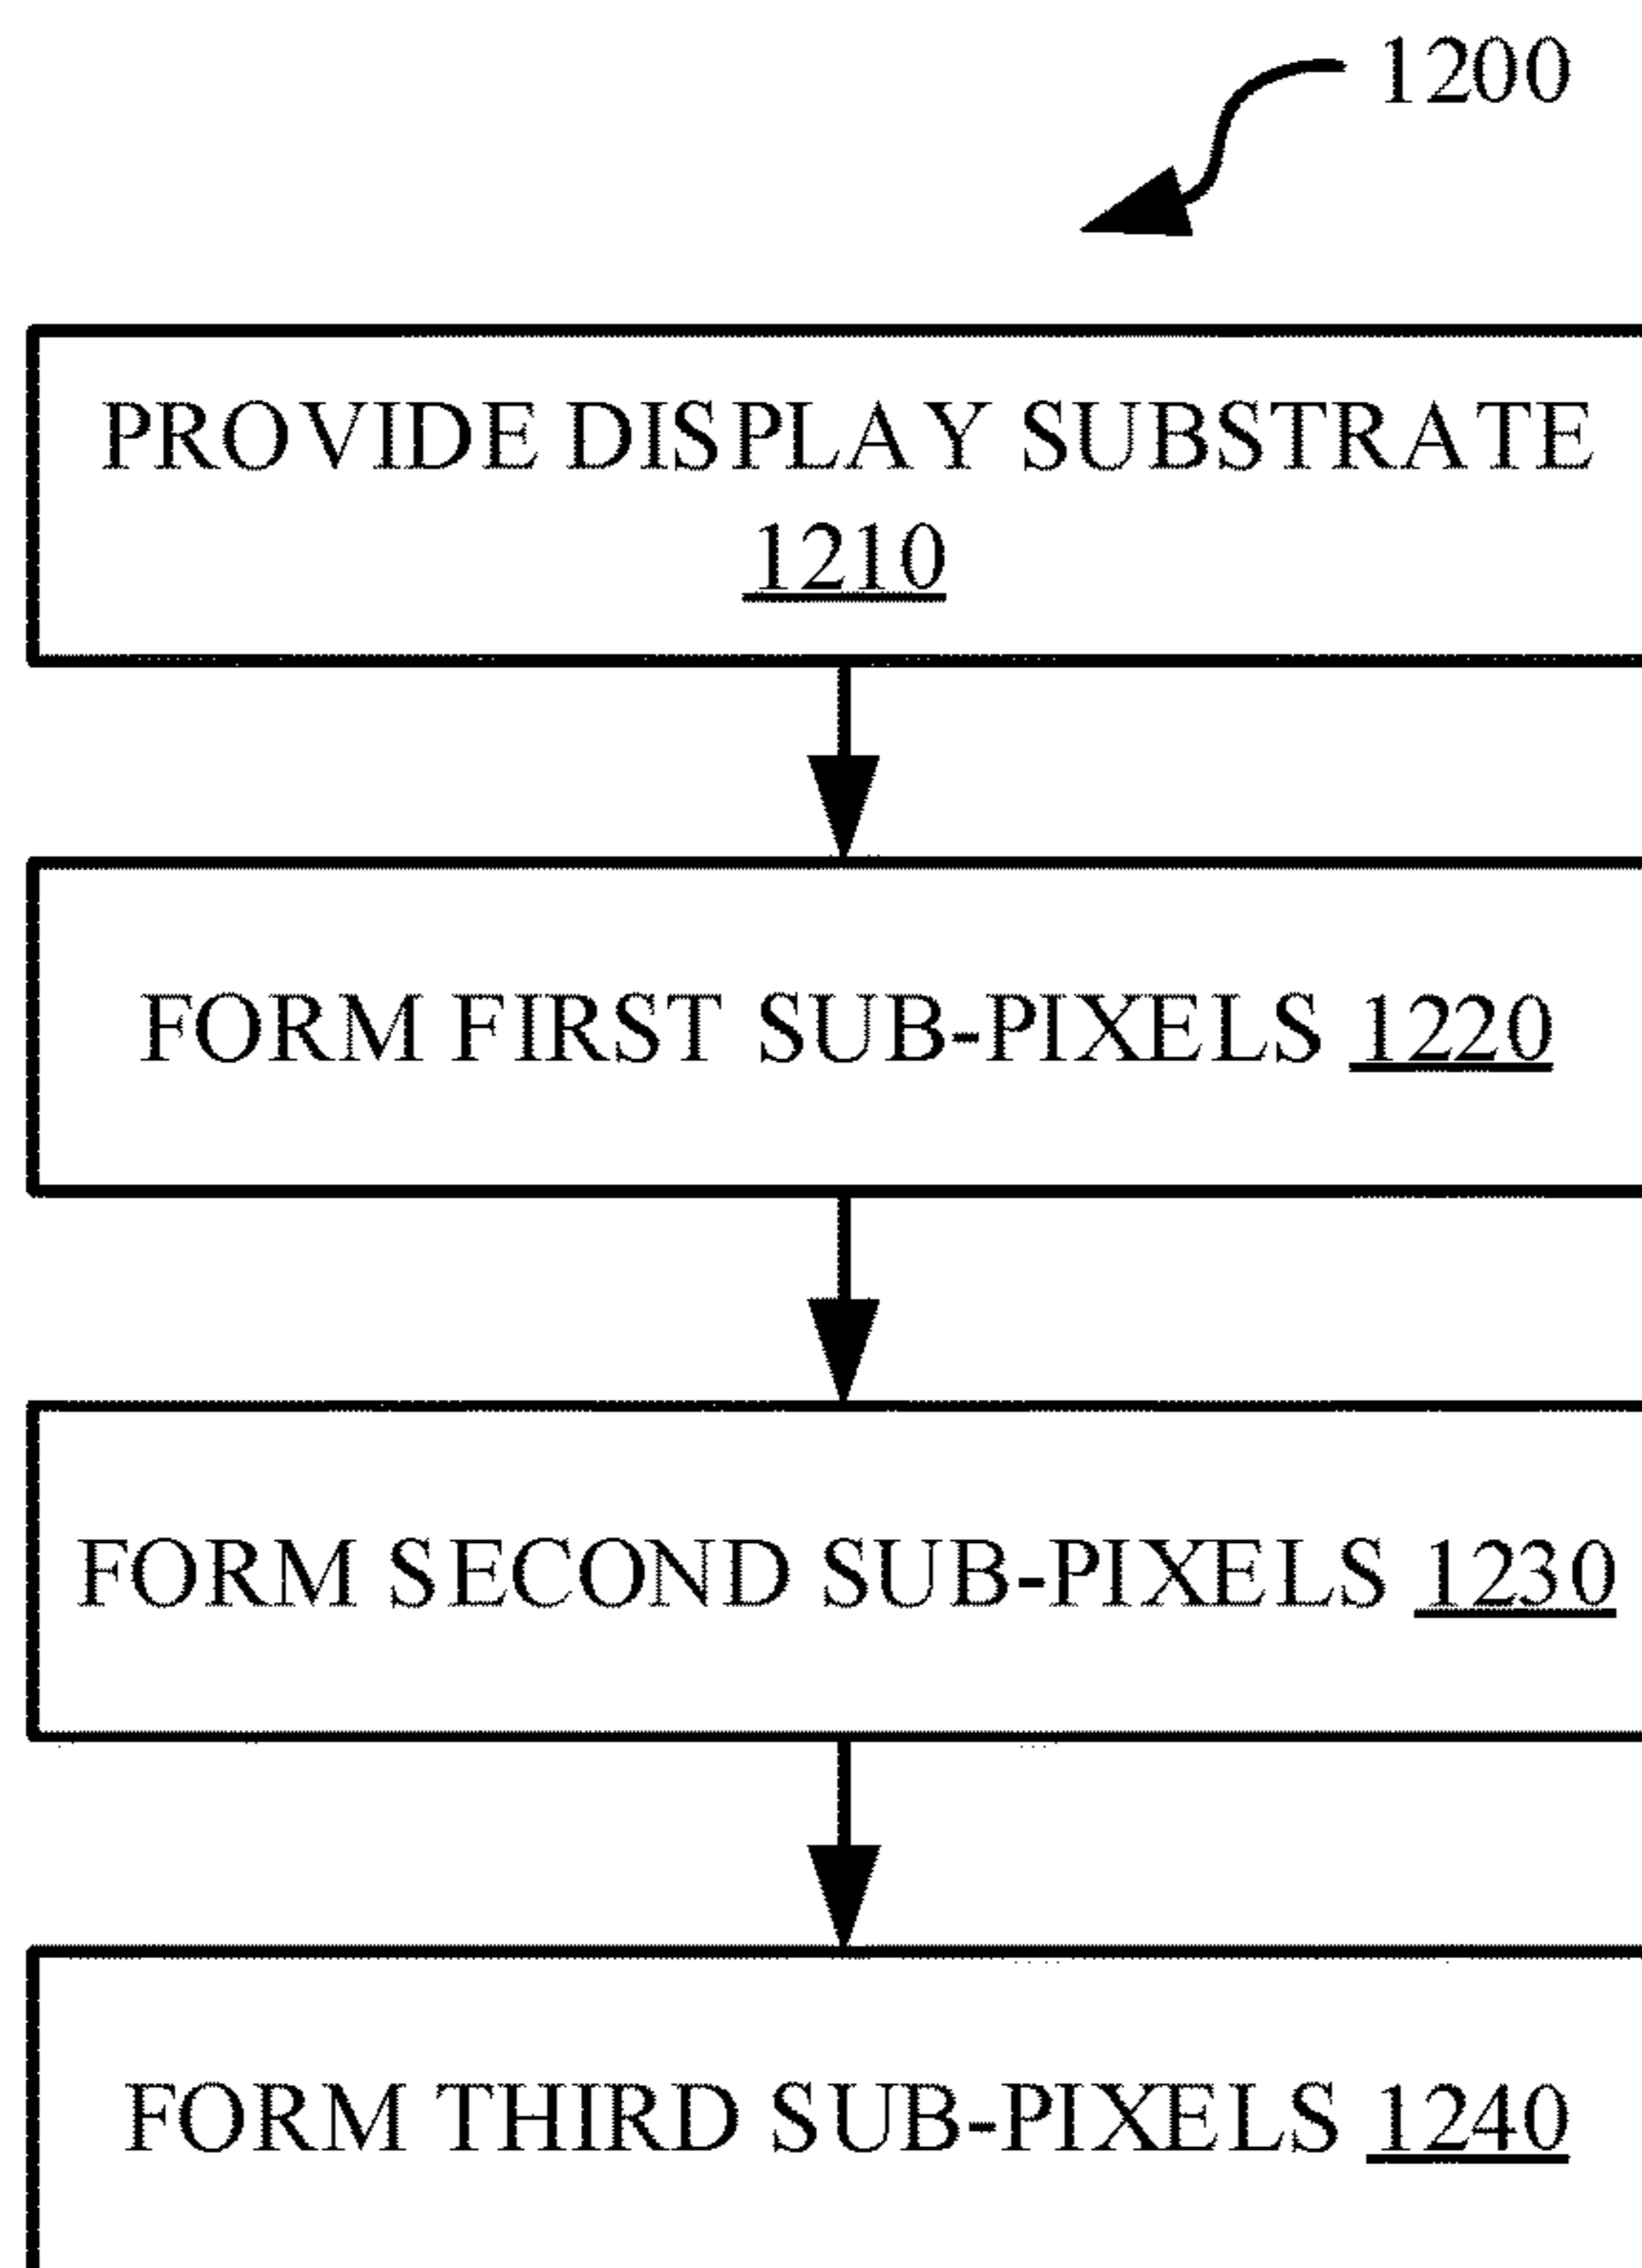 1200
PROVIDE DISPLAY SUBSTRATE
1210
FORM FIRST SUB-PIXELS 1220
FORM SECOND SUB-PIXELS 1230
FORM THIRD SUB-PIXELS 1240